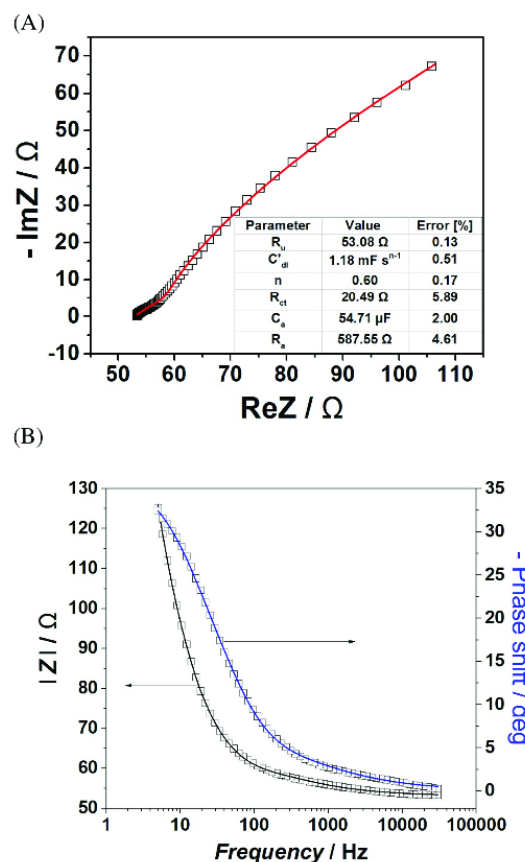 (A)
70
60
50
40
30
20
10
0
-10
- ImZ / Ω
Parameter Value Error [%]
Rᵤ 53.08 Ω 0.13
C'dl 1.18 mF sⁿ⁻¹ 0.51
n 0.60 0.17
Rct 20.49 Ω 5.89
Cₐ 54.71 µF 2.00
Rₐ 587.55 Ω 4.61
50 60 70 80 90 100 110
ReZ / Ω
(B)
130
120
110
100
90
80
70
60
50
|Z| / Ω
35
30
25
20
15
10
5
0
- Phase shift / deg
1 10 100 1000 10000 100000
Frequency / Hz